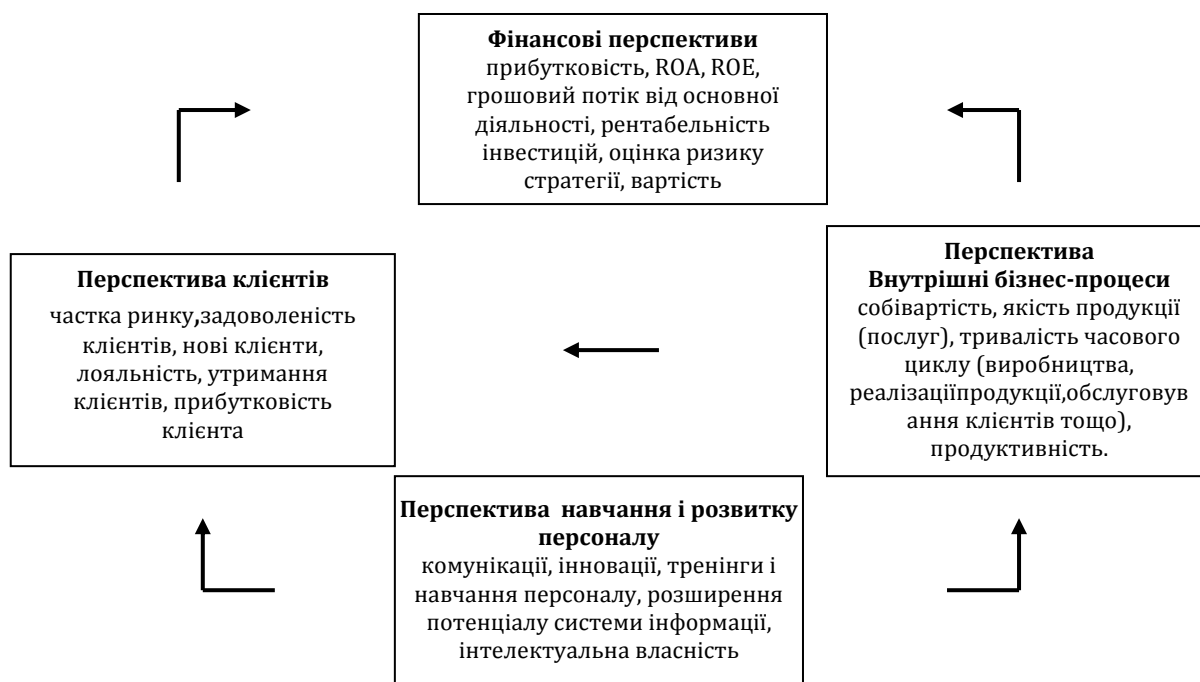 Фінансові перспективи
прибутковість, ROA, ROE,
грошовий потік від основної
діяльності, рентабельність
інвестицій, оцінка ризику
стратегії, вартість
Перспектива клієнтів
частка ринку,задоволеність
клієнтів, нові клієнти,
лояльність, утримання
клієнтів, прибутковість
клієнта
Перспектива
Внутрішні бізнес-процеси
собівартість, якість продукції
(послуг), тривалість часового
циклу (виробництва,
реалізаціїпродукції,обслуговув
ання клієнтів тощо),
продуктивність.
Перспектива навчання і розвитку
персоналу
комунікації, інновації, тренінги і
навчання персоналу, розширення
потенціалу системи інформації,
інтелектуальна власність